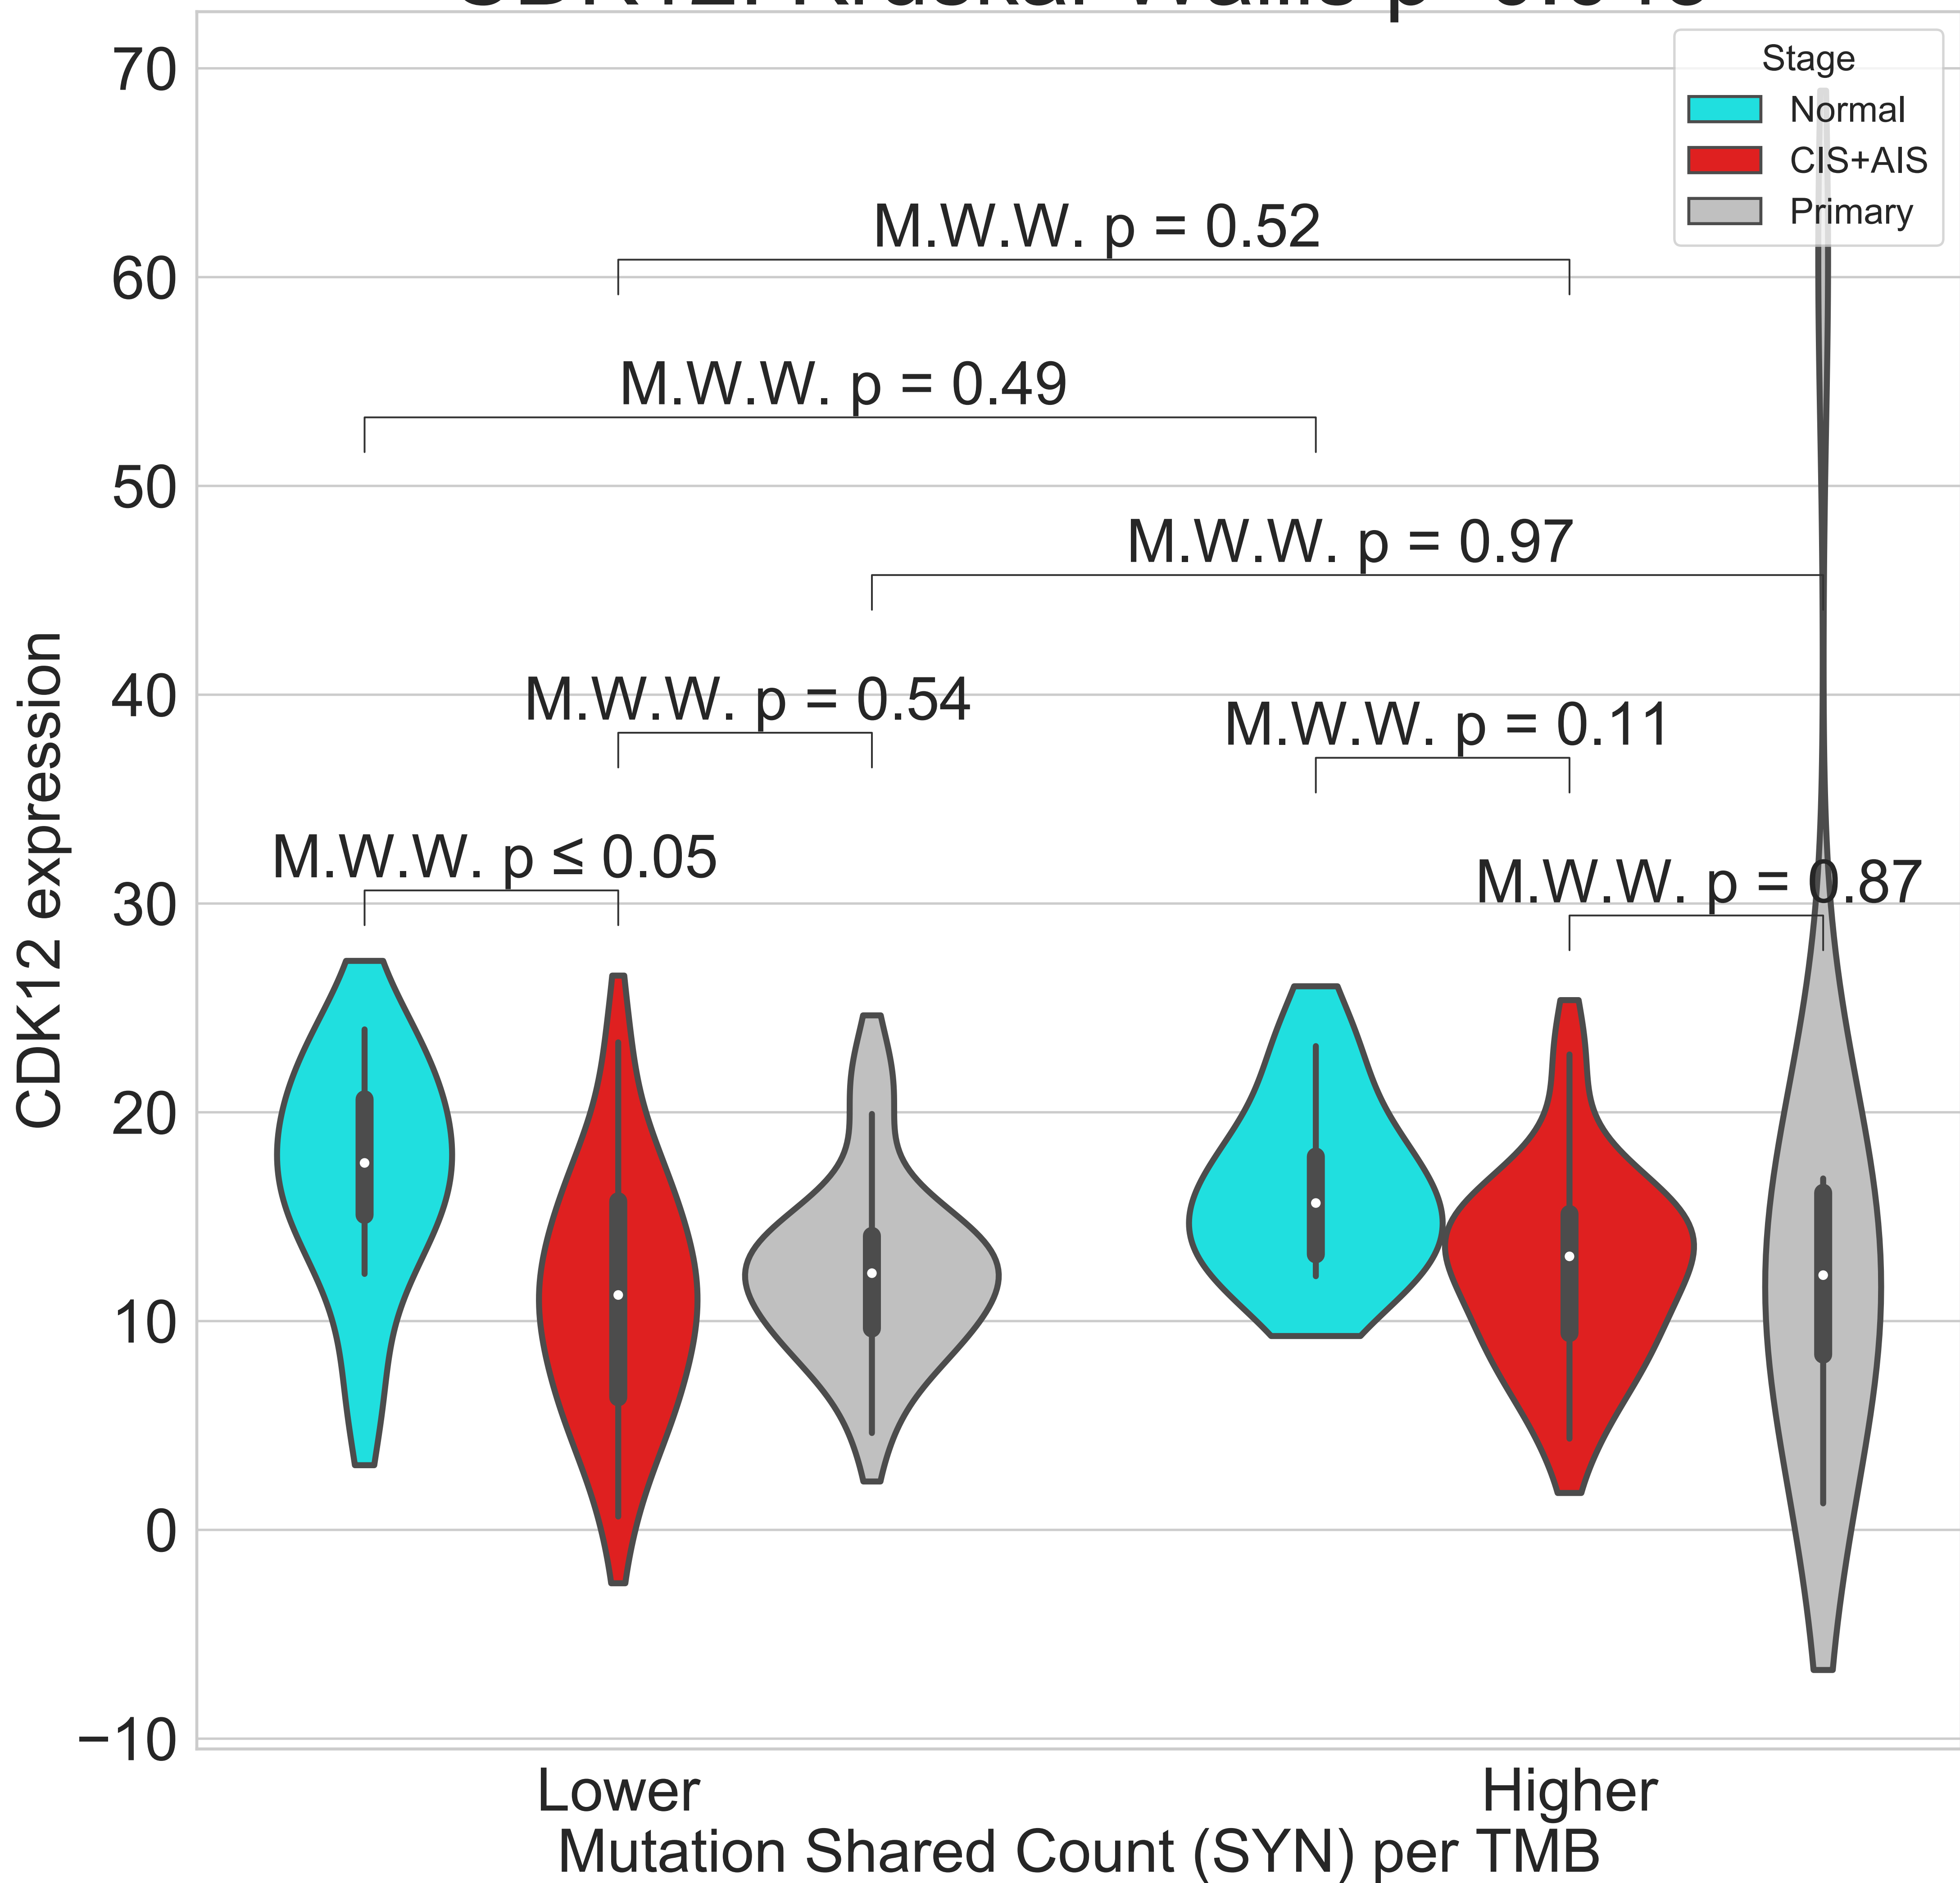 70
60
50
40
30
20
10
0
−10
CDK12 expression
Stage
Normal
CIS+AIS
Primary
M.W.W. p = 0.52
M.W.W. p = 0.49
M.W.W. p = 0.97
M.W.W. p = 0.54
M.W.W. p = 0.11
M.W.W. p ≤ 0.05
M.W.W. p = 0.87
Lower
Higher
Mutation Shared Count (SYN) per TMB